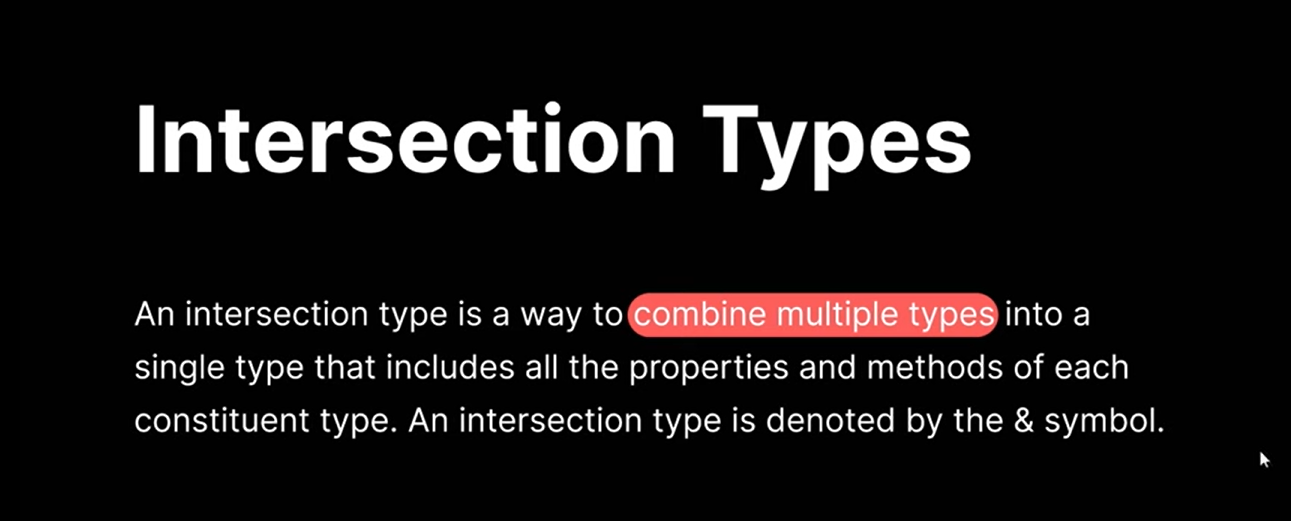 Intersection Types
An intersection type is a way to combine multiple types into a
single type that includes all the properties and methods of each
constituent type. An intersection type is denoted by the & symbol.